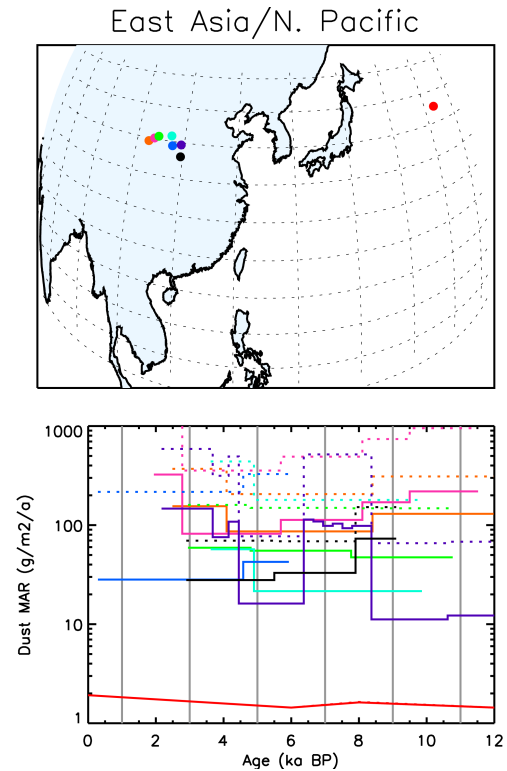 East Asia/N. Pacific
1000
100
10
1
Dust MAR (g/m2/a)
0 2 4 6 8 10 12
Age (ka BP)